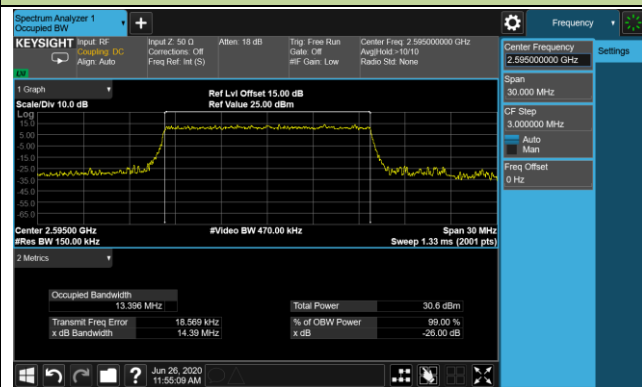 Spectrum Analyzer 1
Occupied BW
Frequency
KEYSIGHT
Input: RF
Coupling: DC
Align: Auto
Input Z: 50 Ω
Corrections: Off
Freq Ref: Int (S)
Atten: 18 dB
Trig: Free Run
Gate: Off
#IF Gain: Low
Center Freq: 2.595000000 GHz
Avg|Hold:>10/10
Radio Std: None
LXI
Center Frequency
2.595000000 GHz
Settings
Span
30.000 MHz
CF Step
3.000000 MHz
Auto
Man
Freq Offset
0 Hz
1 Graph
Scale/Div 10.0 dB
Ref Lvl Offset 15.00 dB
Ref Value 25.00 dBm
Log
15.0
5.00
-5.00
-15.0
-25.0
-35.0
-45.0
-55.0
-65.0
Center 2.59500 GHz
#Res BW 150.00 kHz
#Video BW 470.00 kHz
Span 30 MHz
Sweep 1.33 ms (2001 pts)
2 Metrics
Occupied Bandwidth
13.396 MHz
Total Power 30.6 dBm
Transmit Freq Error 18.569 kHz
% of OBW Power 99.00 %
x dB Bandwidth 14.39 MHz
x dB -26.00 dB
?
Jun 26, 2020
11:55:09 AM